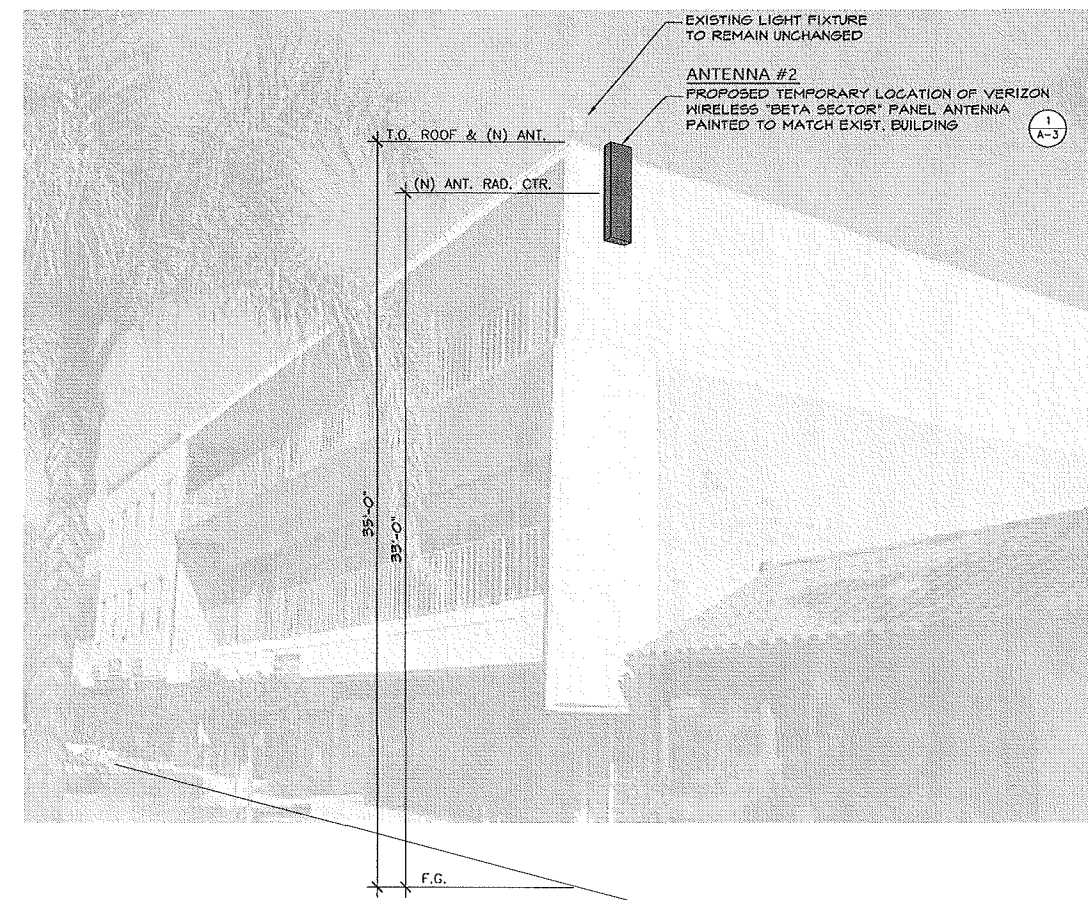 EXISTING LIGHT FIXTURE
TO REMAIN UNCHANGED
ANTENNA #2
PROPOSED TEMPORARY LOCATION OF VERIZON
WIRELESS "BETA SECTOR" PANEL ANTENNA
PAINTED TO MATCH EXIST. BUILDING
1
A-3
T.O. ROOF & (N) ANT.
(N) ANT. RAD. CTR.
35'-0"
33'-0"
F.G.